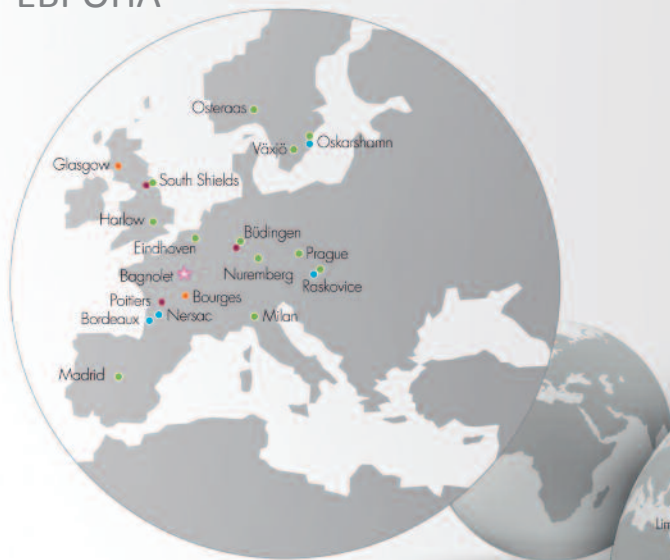 ЕВРОПА
Osteraas
Växjö
Oskarshamn
Glasgow
South Shields
Harlow
Eindhoven
Büdingen
Prague
Bagnolet
Nuremberg
Raskovice
Poitiers
Bourges
Bordeaux
Nersac
Milan
Madrid